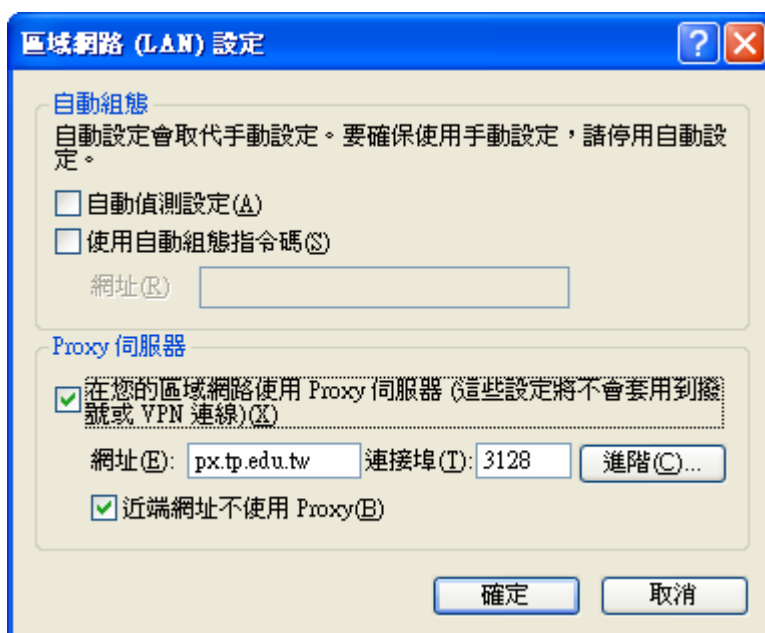 區域網路 (LAN) 設定
自動組態
自動設定會取代手動設定。要確保使用手動設定，請停用自動設
定。
自動偵測設定(A)
使用自動組態指令碼(S)
網址(R)
Proxy 伺服器
在您的區域網路使用 Proxy 伺服器 (這些設定將不會套用到撥
號或 VPN 連線)(X)
網址(E): px.tp.edu.tw 連接埠(T): 3128 進階(C)...
近端網址不使用 Proxy(B)
確定 取消